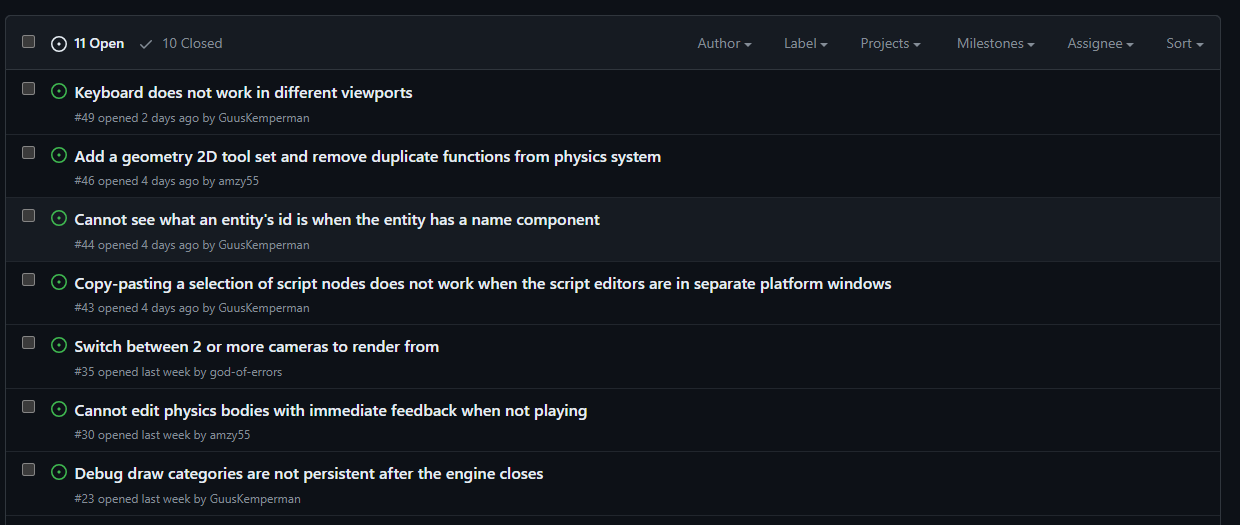 11 Open 10 Closed Author Label Projects Milestones Assignee Sort
Keyboard does not work in different viewports
#49 opened 2 days ago by GuusKemperman
Add a geometry 2D tool set and remove duplicate functions from physics system
#46 opened 4 days ago by amzy55
Cannot see what an entity's id is when the entity has a name component
#44 opened 4 days ago by GuusKemperman
Copy-pasting a selection of script nodes does not work when the script editors are in separate platform windows
#43 opened 4 days ago by GuusKemperman
Switch between 2 or more cameras to render from
#35 opened last week by god-of-errors
Cannot edit physics bodies with immediate feedback when not playing
#30 opened last week by amzy55
Debug draw categories are not persistent after the engine closes
#23 opened last week by GuusKemperman